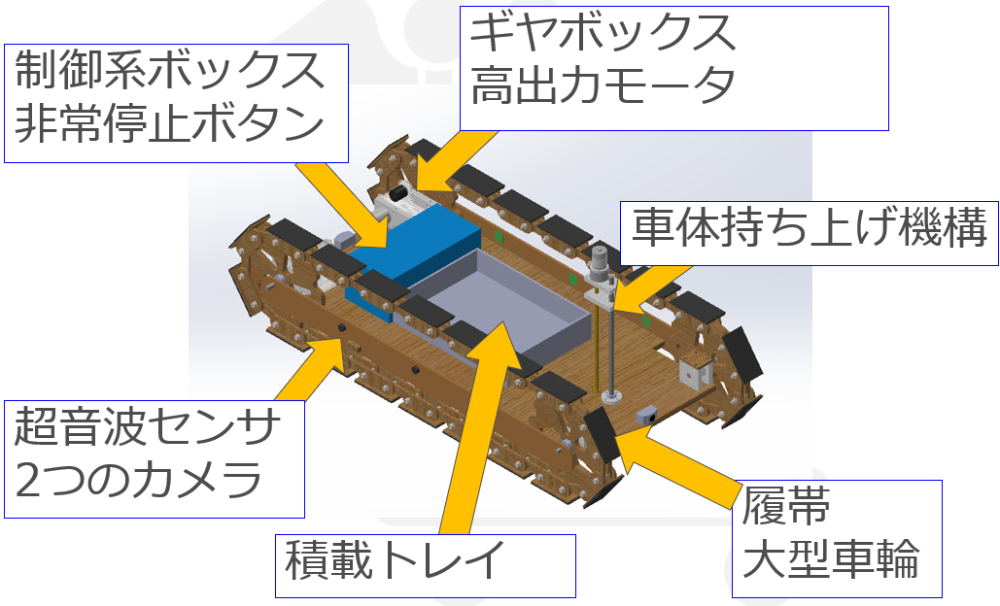 ギヤボックス
高出力モータ
制御系ボックス
非常停止ボタン
車体持ち上げ機構
超音波センサ
2つのカメラ
積載トレイ
履帯
大型車輪